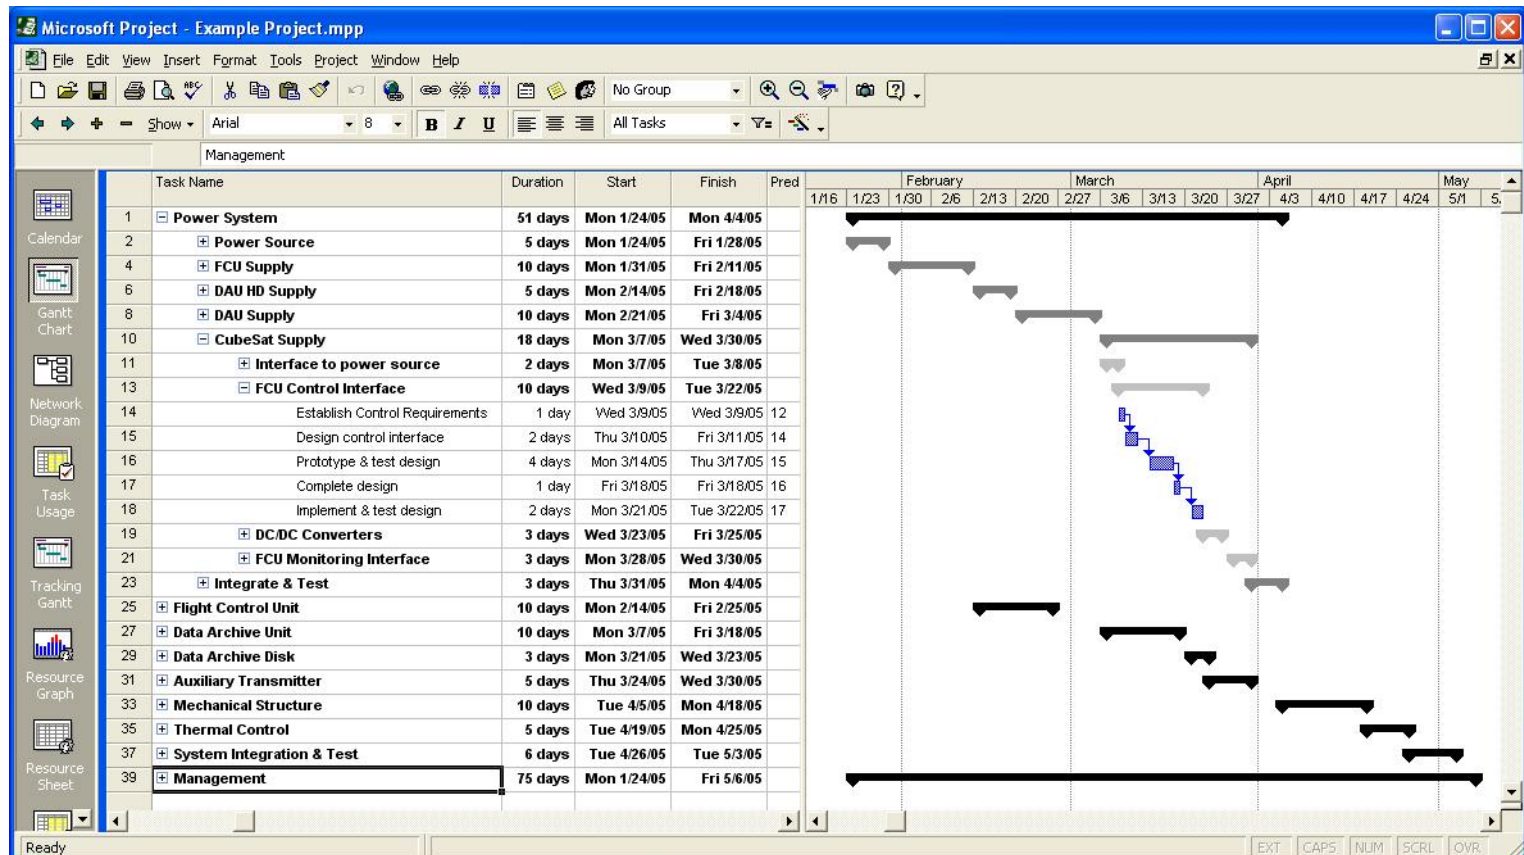 Microsoft Project - Example Project.mpp
File Edit View Insert Format Tools Project Window Help
ABC No Group
Show Arial 8 B I U All Tasks
Management
Task Name Duration Start Finish Pred February March April May
1/16 1/23 1/30 2/6 2/13 2/20 2/27 3/6 3/13 3/20 3/27 4/3 4/10 4/17 4/24 5/1 5
1 Power System 51 days Mon 1/24/05 Mon 4/4/05
Calendar
2 Power Source 5 days Mon 1/24/05 Fri 1/28/05
4 FCU Supply 10 days Mon 1/31/05 Fri 2/11/05
6 DAU HD Supply 5 days Mon 2/14/05 Fri 2/18/05
Gantt Chart
8 DAU Supply 10 days Mon 2/21/05 Fri 3/4/05
10 CubeSat Supply 18 days Mon 3/7/05 Wed 3/30/05
11 Interface to power source 2 days Mon 3/7/05 Tue 3/8/05
13 FCU Control Interface 10 days Wed 3/9/05 Tue 3/22/05
Network Diagram
14 Establish Control Requirements 1 day Wed 3/9/05 Wed 3/9/05 12
15 Design control interface 2 days Thu 3/10/05 Fri 3/11/05 14
16 Prototype & test design 4 days Mon 3/14/05 Thu 3/17/05 15
17 Complete design 1 day Fri 3/18/05 Fri 3/18/05 16
Task Usage
18 Implement & test design 2 days Mon 3/21/05 Tue 3/22/05 17
19 DC/DC Converters 3 days Wed 3/23/05 Fri 3/25/05
21 FCU Monitoring Interface 3 days Mon 3/28/05 Wed 3/30/05
23 Integrate & Test 3 days Thu 3/31/05 Mon 4/4/05
Tracking Gantt
25 Flight Control Unit 10 days Mon 2/14/05 Fri 2/25/05
27 Data Archive Unit 10 days Mon 3/7/05 Fri 3/18/05
29 Data Archive Disk 3 days Mon 3/21/05 Wed 3/23/05
31 Auxiliary Transmitter 5 days Thu 3/24/05 Wed 3/30/05
Resource Graph
33 Mechanical Structure 10 days Tue 4/5/05 Mon 4/18/05
35 Thermal Control 5 days Tue 4/19/05 Mon 4/25/05
37 System Integration & Test 6 days Tue 4/26/05 Tue 5/3/05
Resource Sheet
39 Management 75 days Mon 1/24/05 Fri 5/6/05
Ready EXT CAPS NUM SCRL OVR